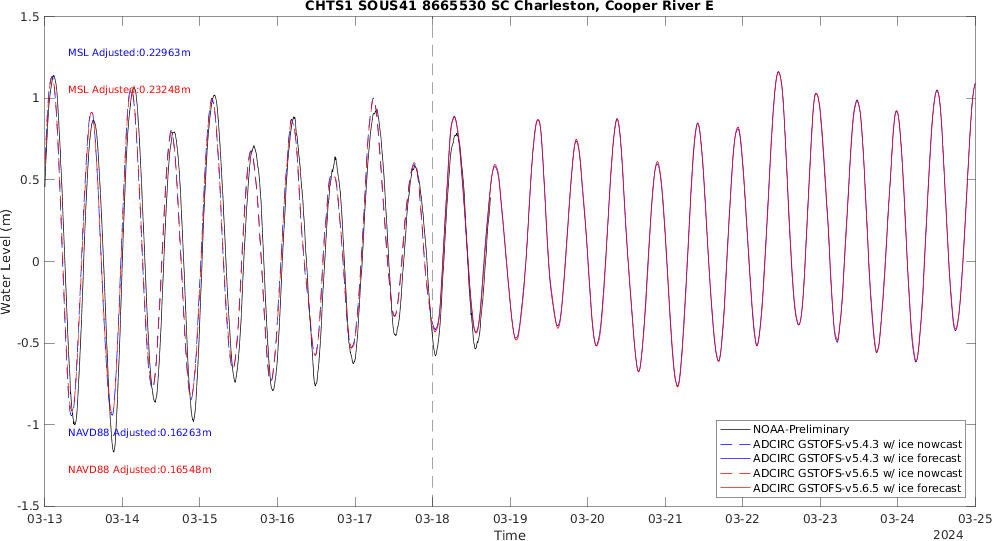 CHTS1 SOUS41 8665530 SC Charleston, Cooper River E
1.5
MSL Adjusted:0.22963m
MSL Adjusted:0.23248m
1
0.5
0
-0.5
-1
-1.5
Water Level (m)
NAVD88 Adjusted:0.16263m
NAVD88 Adjusted:0.16548m
NOAA-Preliminary
ADCIRC GSTOFS-v5.4.3 w/ ice nowcast
ADCIRC GSTOFS-v5.4.3 w/ ice forecast
ADCIRC GSTOFS-v5.6.5 w/ ice nowcast
ADCIRC GSTOFS-v5.6.5 w/ ice forecast
03-13 03-14 03-15 03-16 03-17 03-18 03-19 03-20 03-21 03-22 03-23 03-24 03-25
Time
2024